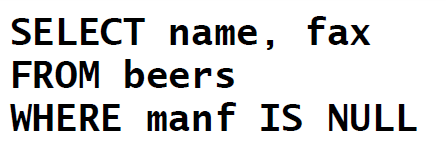 SELECT name, fax
FROM beers
WHERE manf IS NULL